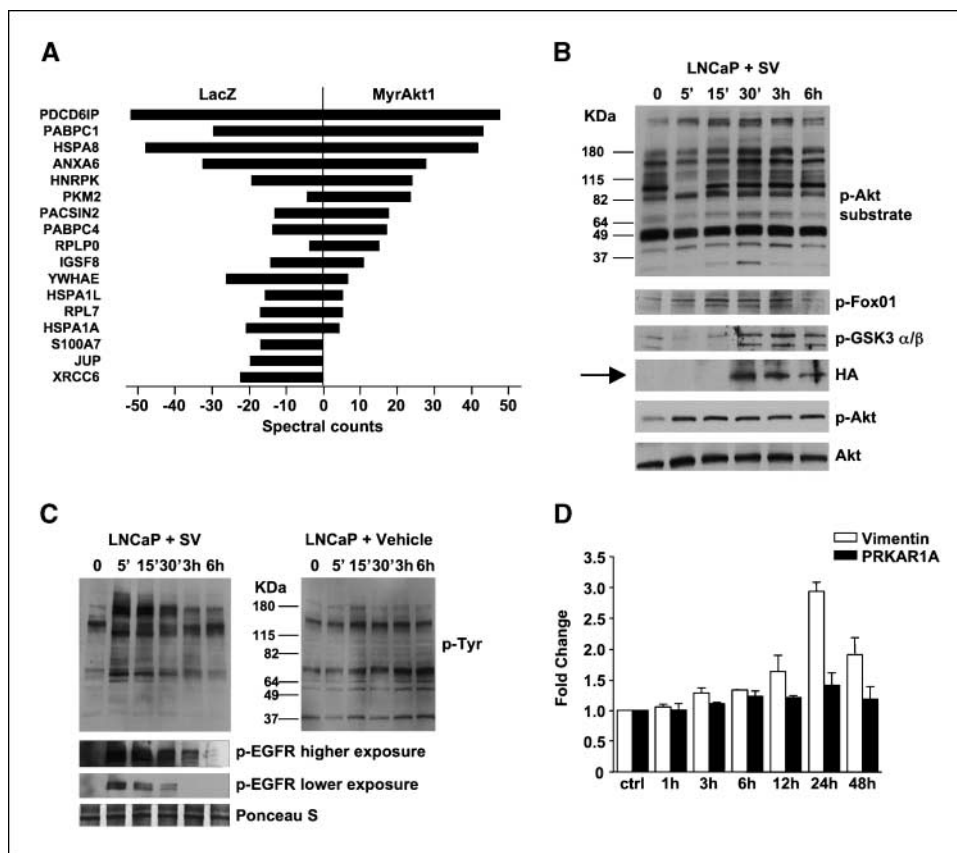 A
LacZ MyrAkt1
PDCD6IP
PABPC1
HSPA8
ANXA6
HNRPK
PKM2
PACSIN2
PABPC4
RPLP0
IGSF8
YWHAE
HSPA1L
RPL7
HSPA1A
S100A7
JUP
XRCC6
-50 -40 -30 -20 -10 0 10 20 30 40 50
Spectral counts
B
LNCaP + SV
0 5' 15' 30' 3h 6h
KDa
180
115
82
64
49
37
p-Akt
substrate
p-Fox01
p-GSK3 α/β
HA
p-Akt
Akt
C
LNCaP + SV LNCaP + Vehicle
0 5' 15' 30' 3h 6h 0 5' 15' 30' 3h 6h
KDa
180
115
82
64
49
37
p-Tyr
p-EGFR higher exposure
p-EGFR lower exposure
Ponceau S
D
Vimentin
PRKAR1A
Fold Change
3.5
3.0
2.5
2.0
1.5
1.0
0.5
0
ctrl 1h 3h 6h 12h 24h 48h